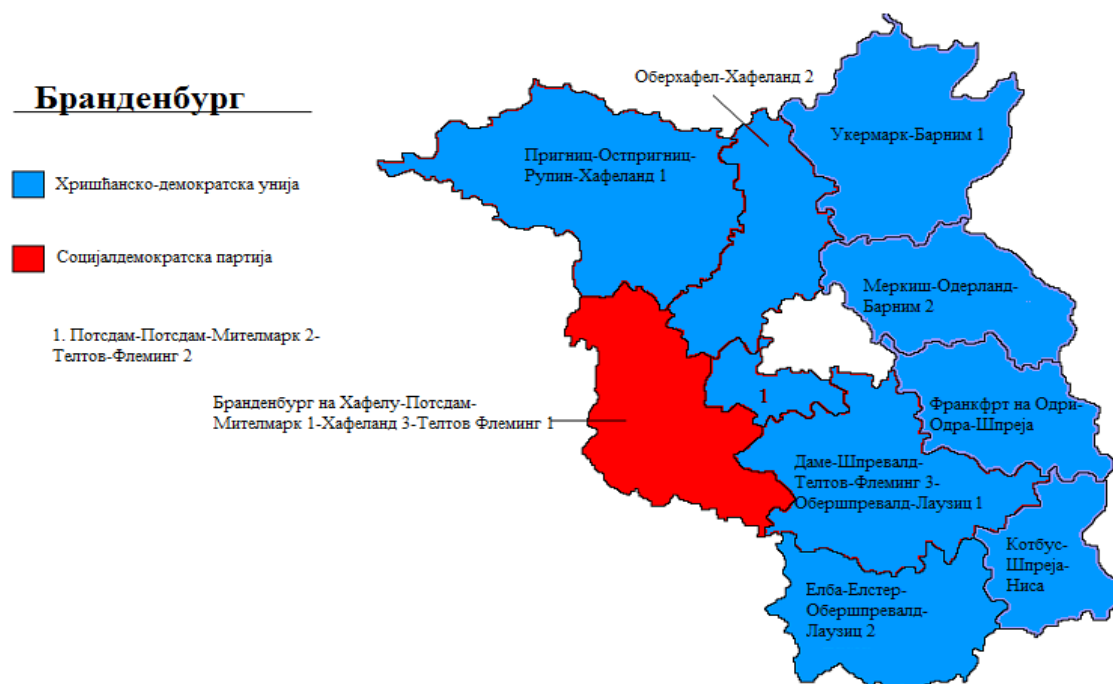 Бранденбург
Хришћанско-демократска унија
Социјалдемократска партија
1. Потсдам-Потсдам-Мителмарк 2-
Телтов-Флеминг 2
Бранденбург на Хафелу-Потсдам-
Мителмарк 1-Хафеланд 3-Телтов Флеминг 1
Оберхафел-Хафеланд 2
Укермарк-Барним 1
Пригниц-Остпригниц-
Рупин-Хафеланд 1
Меркиш-Одерланд-
Барним 2
1
Франкфрт на Одри-
Одра-Шпреја
Даме-Шпревалд-
Телтов-Флеминг 3-
Обершпревалд-Лаузиц 1
Котбус-
Шпреја-
Ниса
Елба-Елстер-
Обершпревалд-
Лаузиц 2